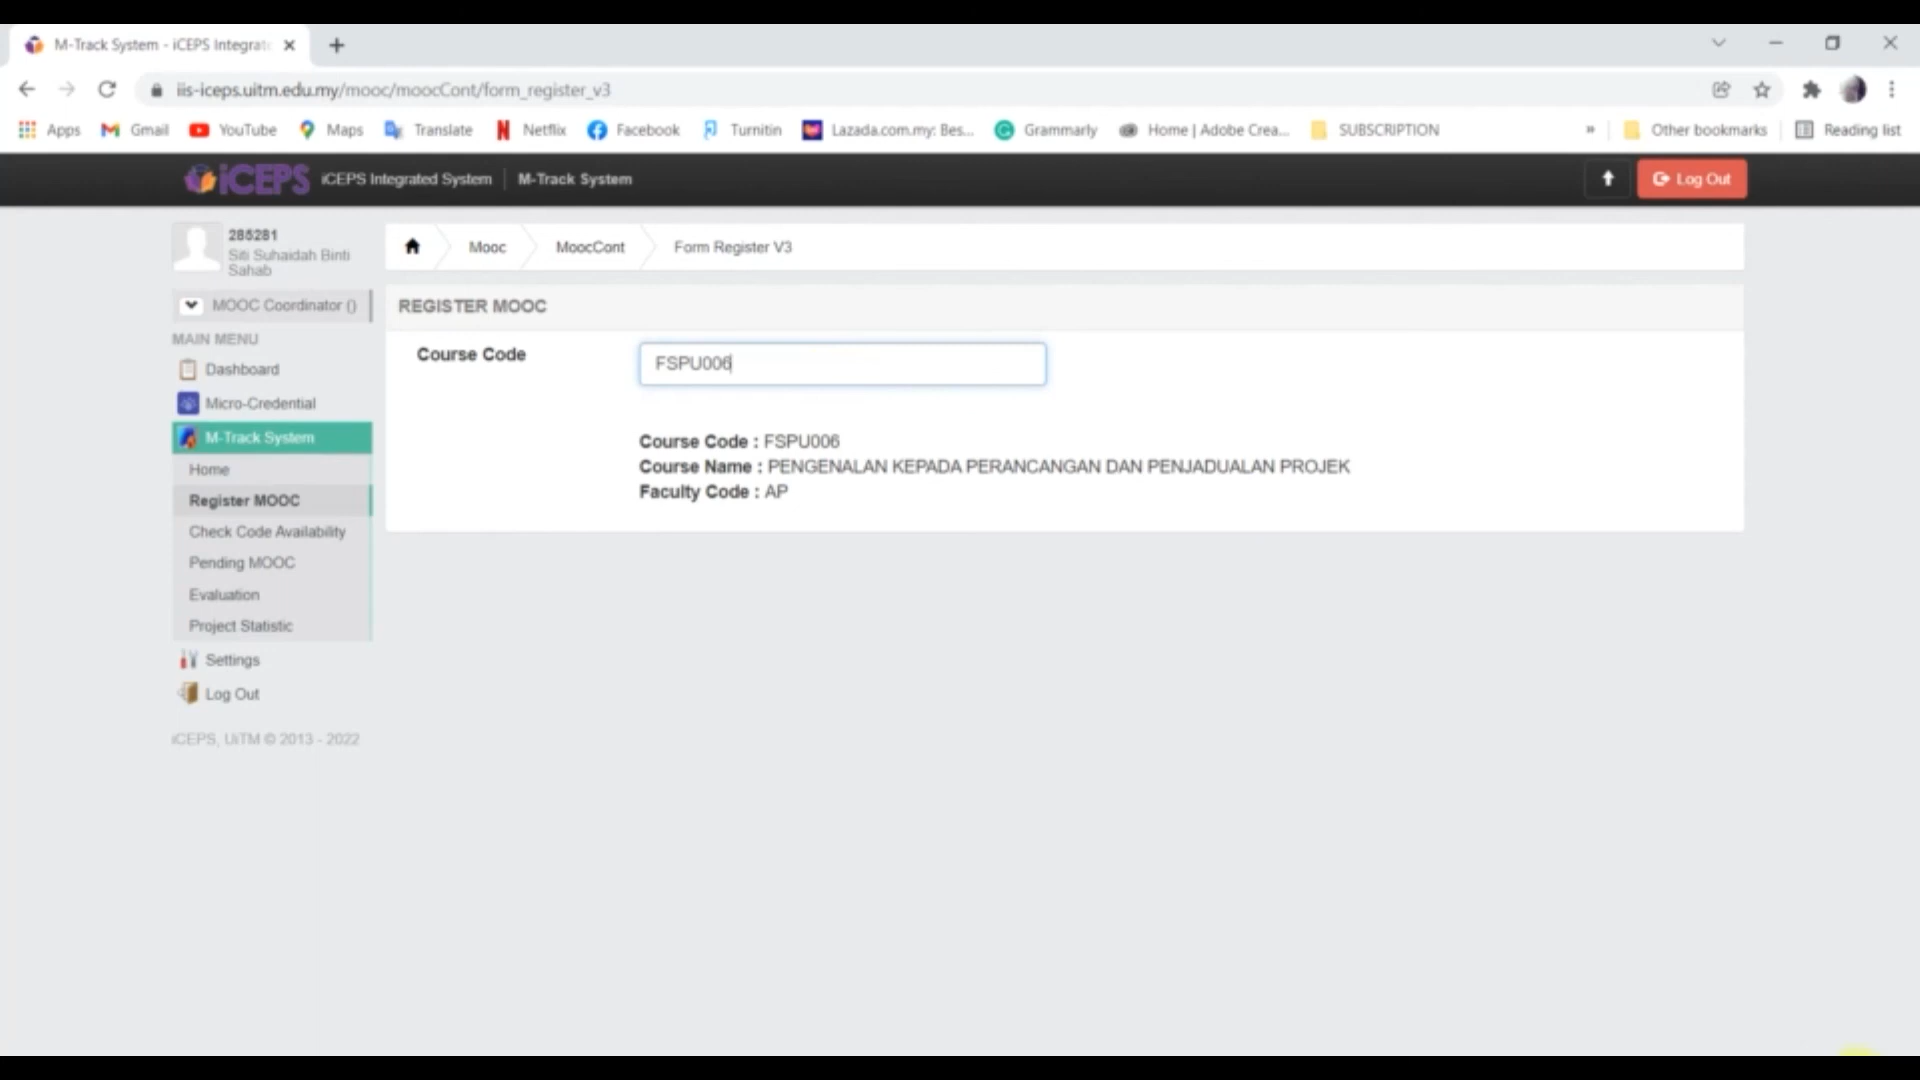 M-Track System - iCEPS Integrat
iis-iceps.uitm.edu.my/mooc/moocCont/form_register_v3
Apps Gmail YouTube Maps Translate Netflix Facebook Turnitin Lazada.com.my: Bes... Grammarly Home | Adobe Crea... SUBSCRIPTION » Other bookmarks Reading list
iCEPS iCEPS Integrated System M-Track System Log Out
285281
Siti Suhaidah Binti
Sahab
Mooc MoocCont Form Register V3
MOOC Coordinator ()
REGISTER MOOC
MAIN MENU
Dashboard
Micro-Credential
M-Track System
Home
Register MOOC
Check Code Availability
Pending MOOC
Evaluation
Project Statistic
Settings
Log Out
iCEPS, UiTM © 2013 - 2022
Course Code FSPU006
Course Code : FSPU006
Course Name : PENGENALAN KEPADA PERANCANGAN DAN PENJADUALAN PROJEK
Faculty Code : AP